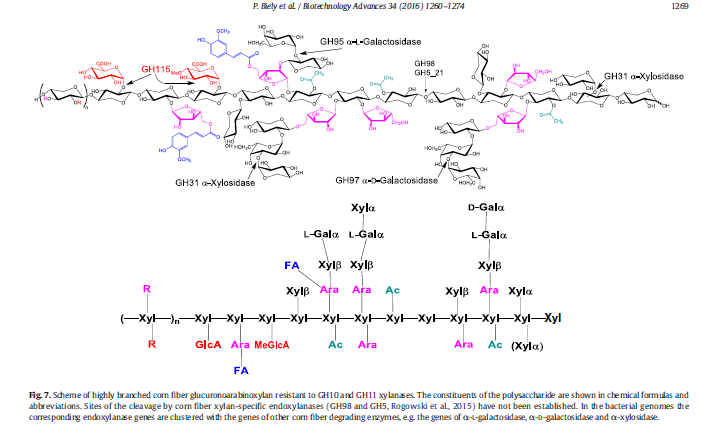 P. Biely et al. / Biotechnology Advances 34 (2016) 1260–1274 1269
GH95 α-L-Galactosidase
GH115
GH98
GH5_21
GH31 α-Xylosidase
GH31 α-Xylosidase
GH97 α-D-Galactosidase
Xylα D-Galα
L-Galα L-Galα L-Galα
FA Xylβ Xylβ Xylβ
R Xylβ Ara Ara Ac Xylβ Ara Xylα
(—Xyl—)n—Xyl—Xyl—Xyl—Xyl—Xyl—Xyl—Xyl—Xyl—Xyl—Xyl—Xyl—Xyl
R GlcA Ara MeGlcA Ac Ara Ara Ac (Xylα)
FA
Fig. 7. Scheme of highly branched corn fiber glucuronoarabinoxylan resistant to GH10 and GH11 xylanases. The constituents of the polysaccharide are shown in chemical formulas and
abbreviations. Sites of the cleavage by corn fiber xylan-specific endoxylanases (GH98 and GH5, Rogowski et al., 2015) have not been established. In the bacterial genomes the
corresponding endoxylanase genes are clustered with the genes of other corn fiber degrading enzymes, e.g. the genes of α-L-galactosidase, α-D-galactosidase and α-xylosidase.